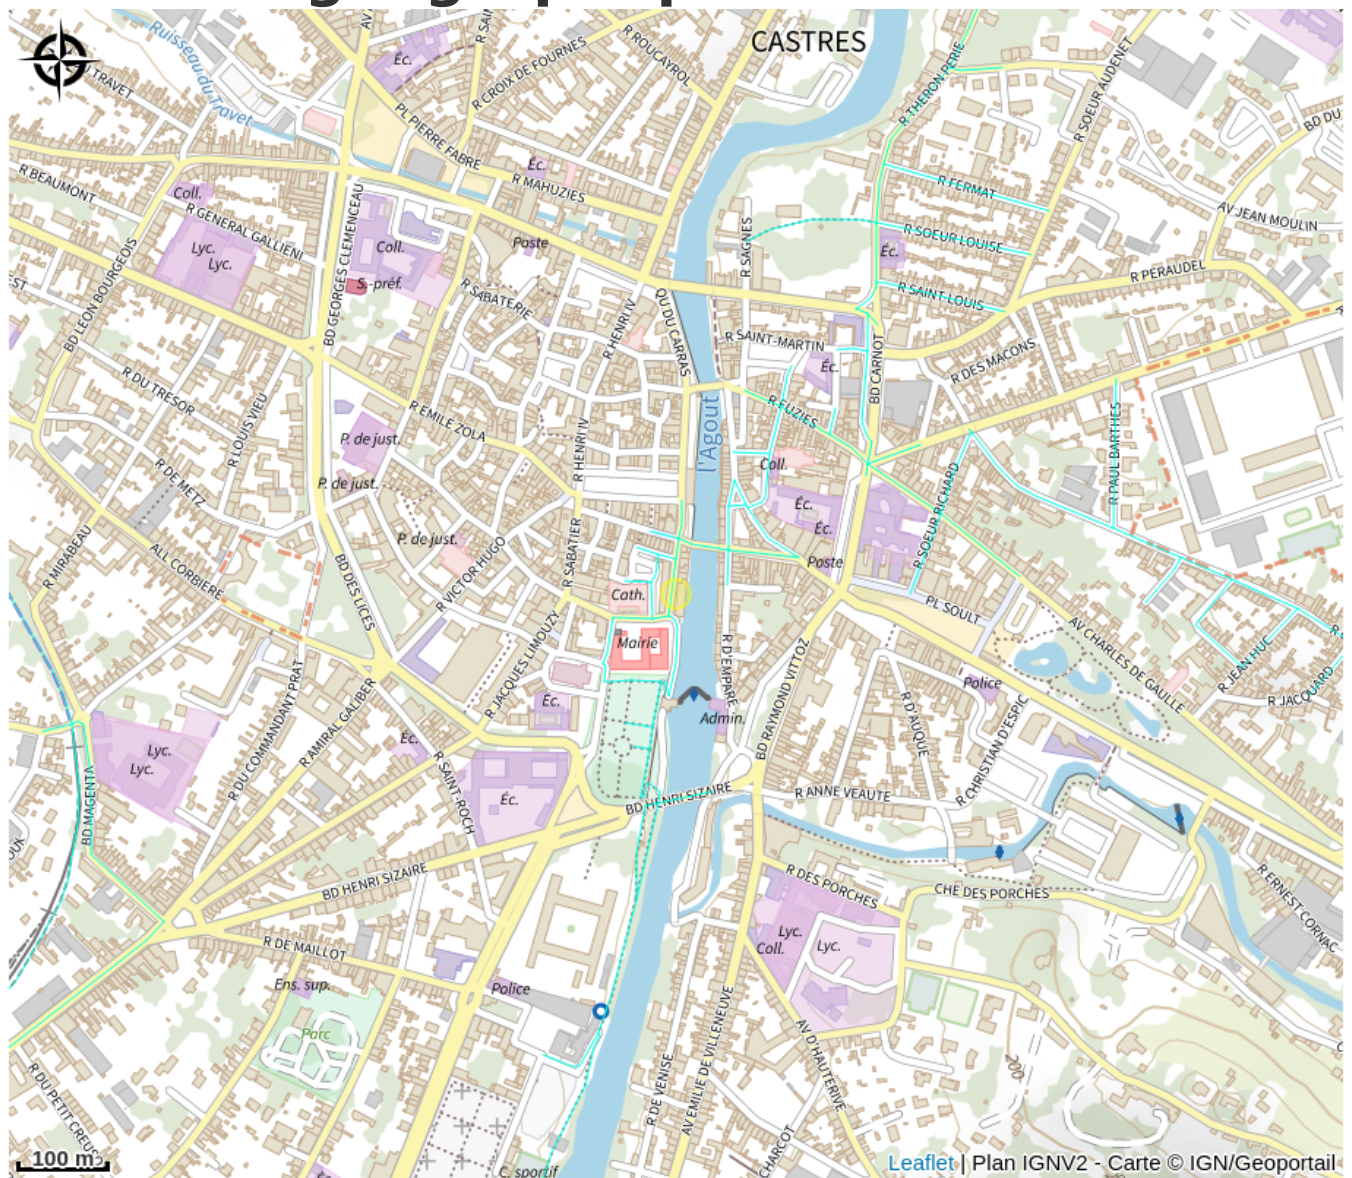 CASTRES
Ruisseau du Travet
R CROIX DE FOURNES
R ROUCAYROL
Éc.
R THERON PERIE
R SOEUR AUDENET
BD DU
PL PIERRE FABRE
R BEAUMONT
Coll.
R GENERAL GALLIENI
Éc.
R MAHUZIES
R FERMAT
AV JEAN MOULIN
Lyc.
Lyc.
Coll.
Poste
R SAGNES
R SOEUR LOUISE
Éc.
R PERAUDEL
S.-préf.
R SABATERIE
R SAINT-LOUIS
BD LEON BOURGEOIS
BD GEORGES CLEMENCEAU
R HENRI IV
QU DU CARRAS
R SAINT-MARTIN
Éc.
BD CARNOT
R DES MACONS
R DU TRESOR
R LOUIS VIEU
R EMILE ZOLA
R EUZIES
l'Agout
P. de just.
R HENRI IV
Coll.
R PAUL BARTHES
R DE METZ
P. de just.
Éc.
Éc.
R SOEUR RICHARD
R MIRABEAU
P. de just.
R VICTOR HUGO
R SABATIER
Poste
ALL CORBIERE
BD DES LICES
Cath.
PL SOULT
AV CHARLES DE GAULLE
Mairie
R JACQUES LIMOUZY
R D'EMPARE
BD RAYMOND VITTOZ
R JEAN HUC
R JACQUARD
Police
R DU COMMANDANT PRAT
R AMIRAL GALIBER
Éc.
Admin.
R D'AUQUE
R CHRISTIAN D'ESPIC
Lyc.
Lyc.
Éc.
R SAINT-ROCH
Éc.
BD HENRI SIZAIRE
R ANNE VEAUTE
BD MAGENTA
BD HENRI SIZAIRE
R DES PORCHES
CHE DES PORCHES
R ERNEST CORNAC
R DE MAILLOT
Lyc.
Coll.
Lyc.
Ens. sup.
Police
Parc
AV EMILE DE VILLENEUVE
AV D'HAUTERIVE
200
R DE VENISE
R DU PETIT CREUS
CHARCOT
100 m
C. sportif
Leaflet | Plan IGNV2 - Carte © IGN/Geoportail